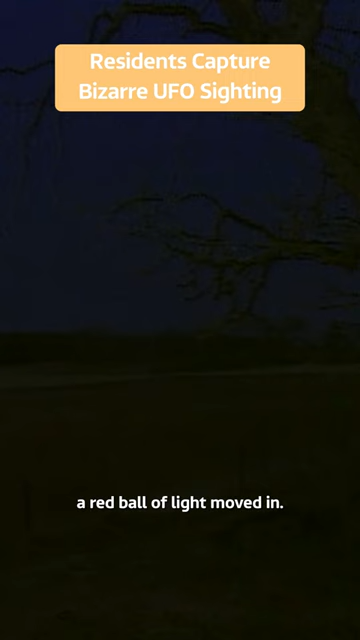 Residents Capture
Bizarre UFO Sighting
a red ball of light moved in.